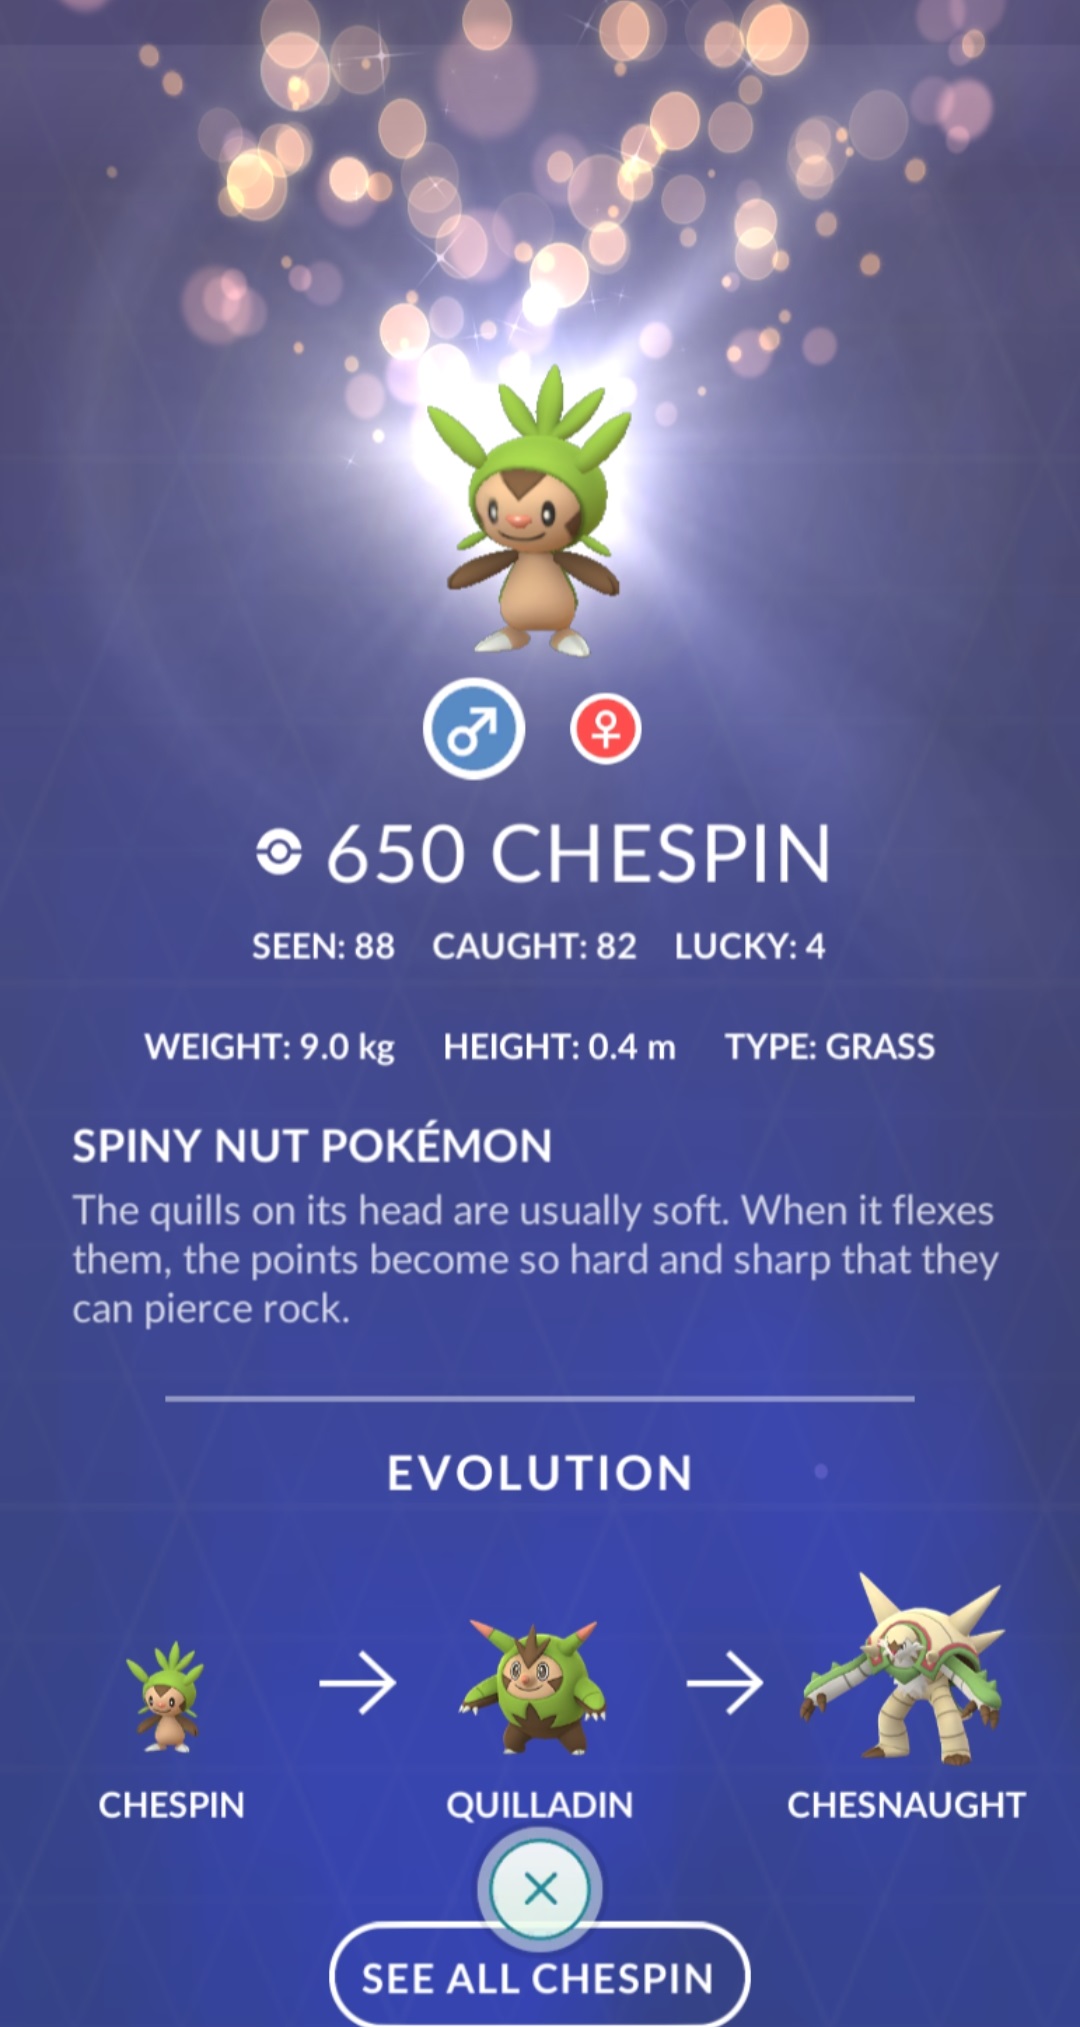 650 CHESPIN
SEEN: 88 CAUGHT: 82 LUCKY: 4
WEIGHT: 9.0 kg HEIGHT: 0.4 m TYPE: GRASS
SPINY NUT POKÉMON
The quills on its head are usually soft. When it flexes
them, the points become so hard and sharp that they
can pierce rock.
EVOLUTION
CHESPIN QUILLADIN CHESNAUGHT
SEE ALL CHESPIN